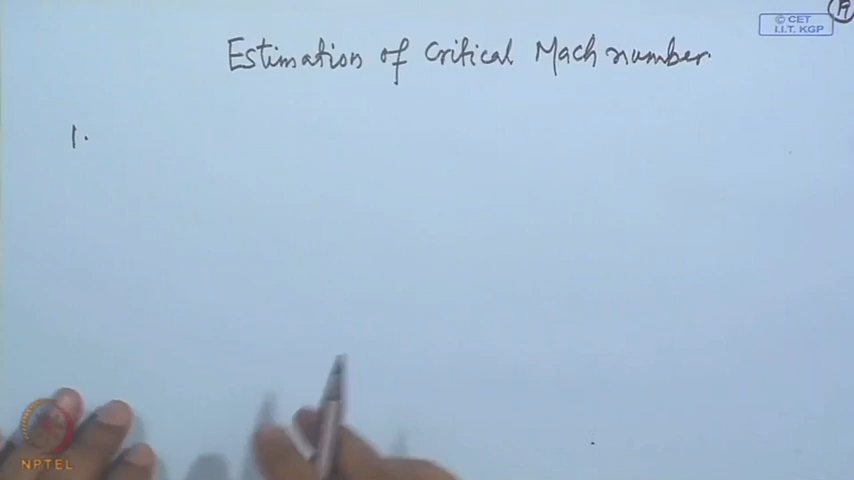 © CET
I.I.T. KGP
Estimation of Critical Mach number.
1.
NPTEL